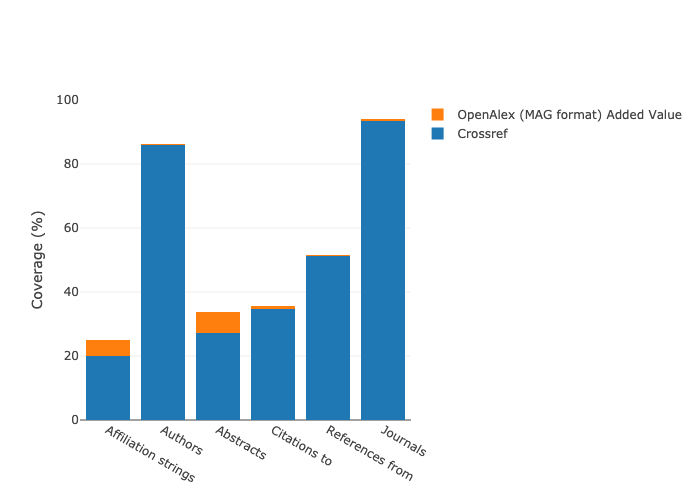 OpenAlex (MAG format) Added Value
Crossref
Coverage (%)
100
80
60
40
20
0
Affiliation strings
Authors
Abstracts
Citations to
References from
Journals